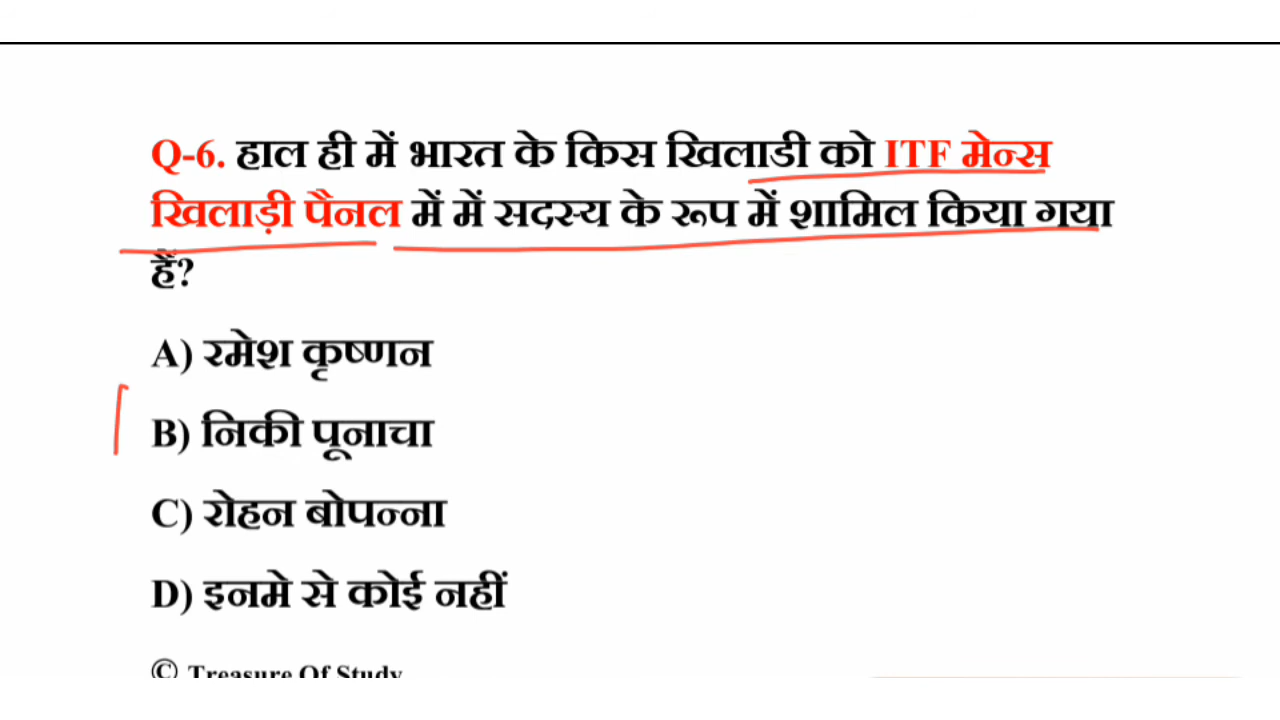 Q-6. हाल ही में भारत के किस खिलाडी को ITF मेन्स
खिलाड़ी पैनल में में सदस्य के रूप में शामिल किया गया
है?
A) रमेश कृष्णन
B) निकी पूनाचा
C) रोहन बोपन्ना
D) इनमे से कोई नहीं
© Treasure Of Study